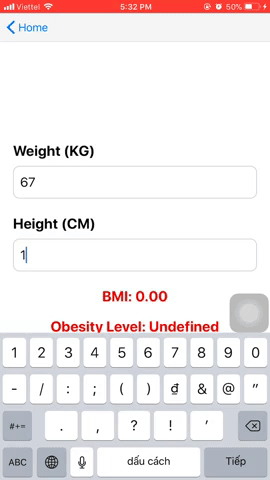 Viettel 5:32 PM 50%
Home
Weight (KG)
67
Height (CM)
1
BMI: 0.00
Obesity Level: Undefined
1 2 3 4 5 6 7 8 9 0
- / : ; ( ) ₫ & @ "
#+= . , ? ! ’
ABC dấu cách Tiếp